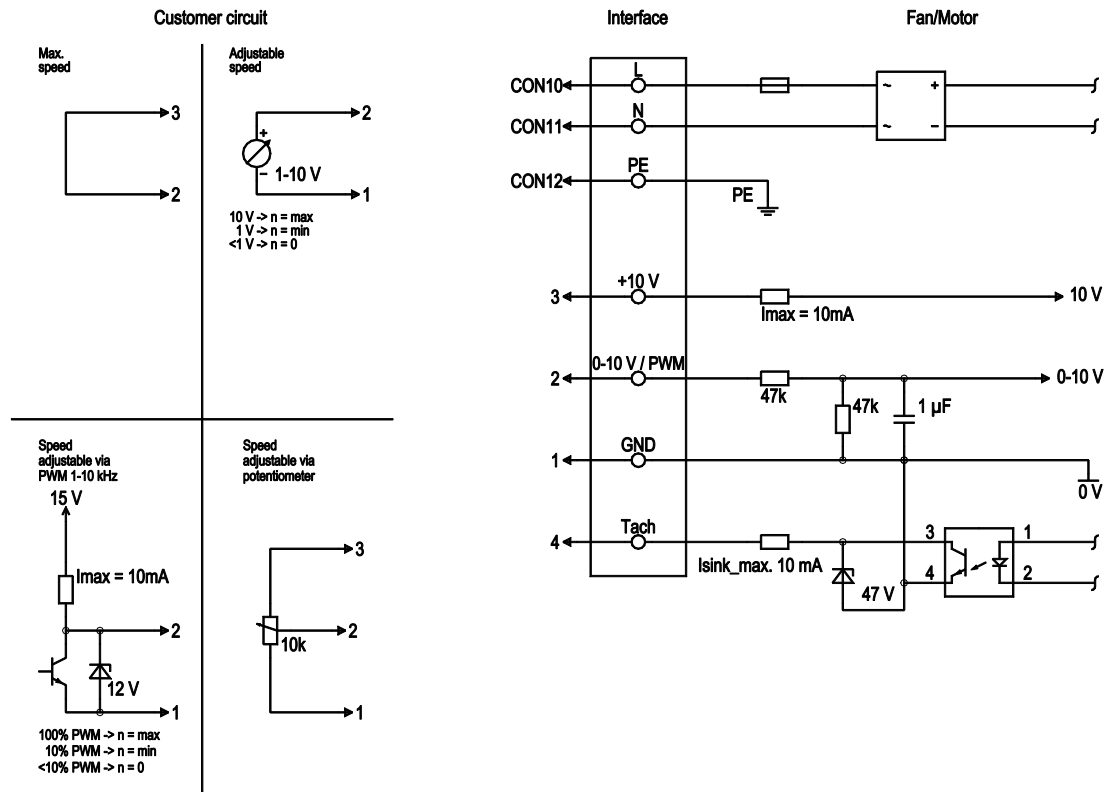 Customer circuit
Interface
Fan/Motor
Max.
speed
3
2
Adjustable
speed
2
+
− 1-10 V
1
10 V -> n = max
1 V -> n = min
<1 V -> n = 0
Speed
adjustable via
PWM 1-10 kHz
15 V
Imax = 10mA
2
12 V
1
100% PWM -> n = max
10% PWM -> n = min
<10% PWM -> n = 0
Speed
adjustable via
potentiometer
3
2
10k
1
L
CON10
~ +
N
CON11
~ −
PE
CON12
PE
+10 V
3
10 V
Imax = 10mA
0-10 V / PWM
2
0-10 V
47k
47k
1 µF
GND
1
0 V
Tach
4
3
1
Isink_max. 10 mA
4
2
47 V